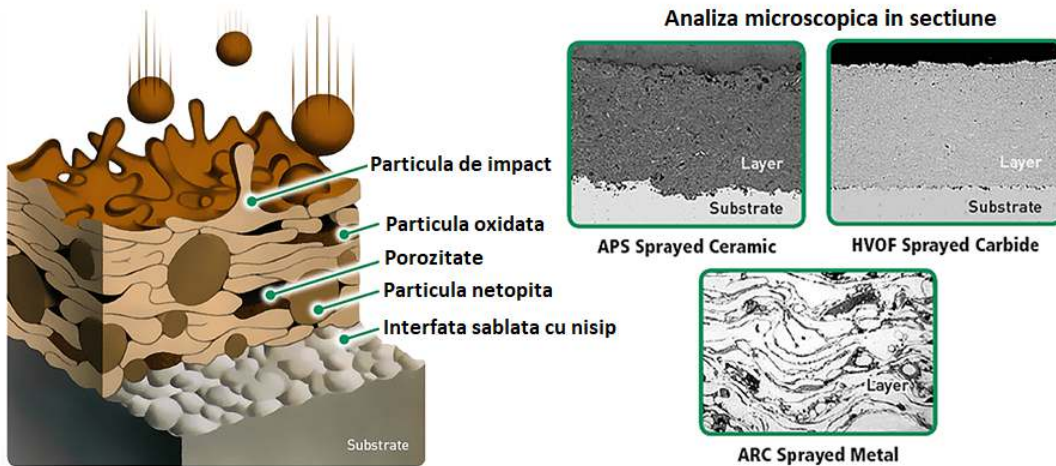 Particula de impact
Particula oxidata
Porozitate
Particula netopita
Interfata sablata cu nisip
Substrate
Analiza microscopica in sectiune
Layer
Substrate
APS Sprayed Ceramic
Layer
Substrate
HVOF Sprayed Carbide
Layer
ARC Sprayed Metal